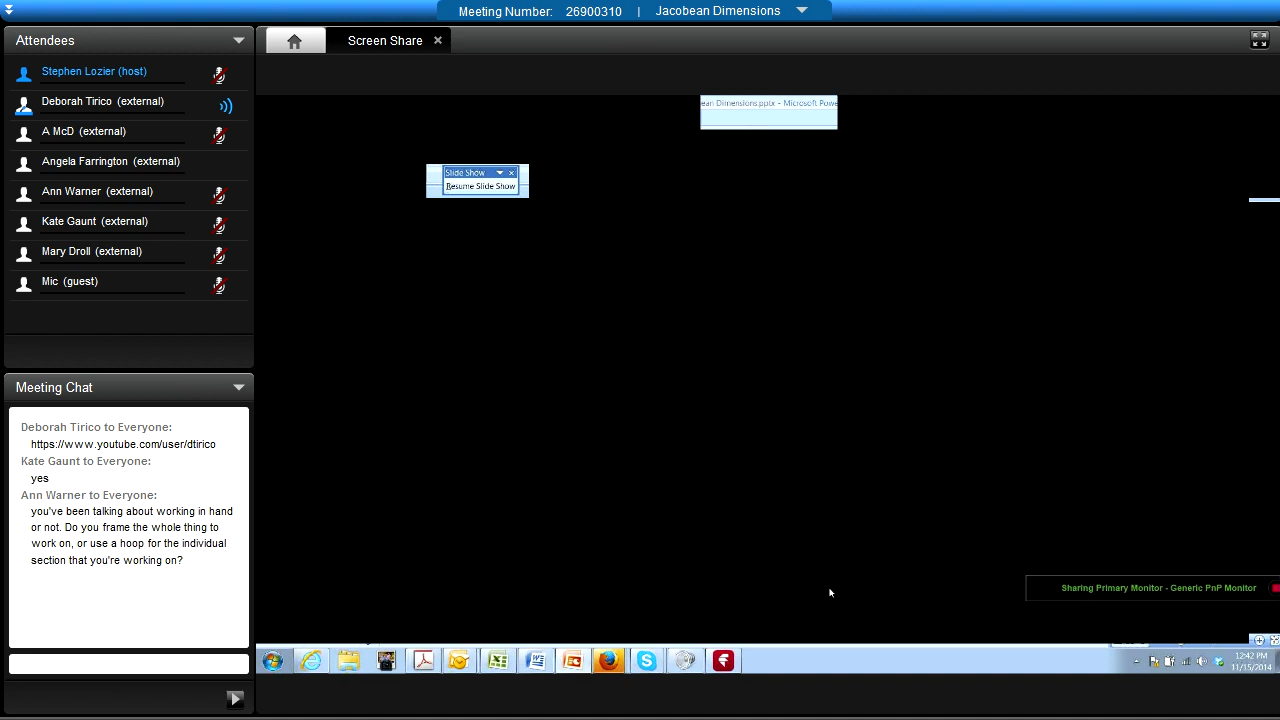 Meeting Number: 26900310 | Jacobean Dimensions
Attendees
Screen Share
Stephen Lozier (host)
Deborah Tirico (external)
A McD (external)
Angela Farrington (external)
Ann Warner (external)
Kate Gaunt (external)
Mary Droll (external)
Mic (guest)
ean Dimensions.pptx - Microsoft Powe
Slide Show
Resume Slide Show
Meeting Chat
Deborah Tirico to Everyone:
https://www.youtube.com/user/dtirico
Kate Gaunt to Everyone:
yes
Ann Warner to Everyone:
you've been talking about working in hand
or not. Do you frame the whole thing to
work on, or use a hoop for the individual
section that you're working on?
Sharing Primary Monitor - Generic PnP Monitor
12:42 PM
11/15/2014